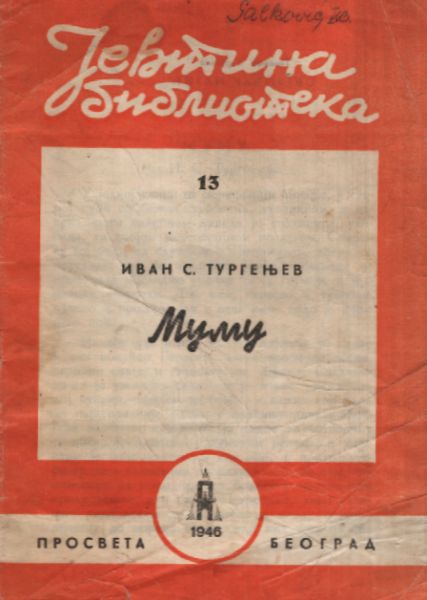 Јевтина
библиотека
13
ИВАН С. ТУРГЕЊЕВ
Муму
1946
ПРОСВЕТА БЕОГРАД